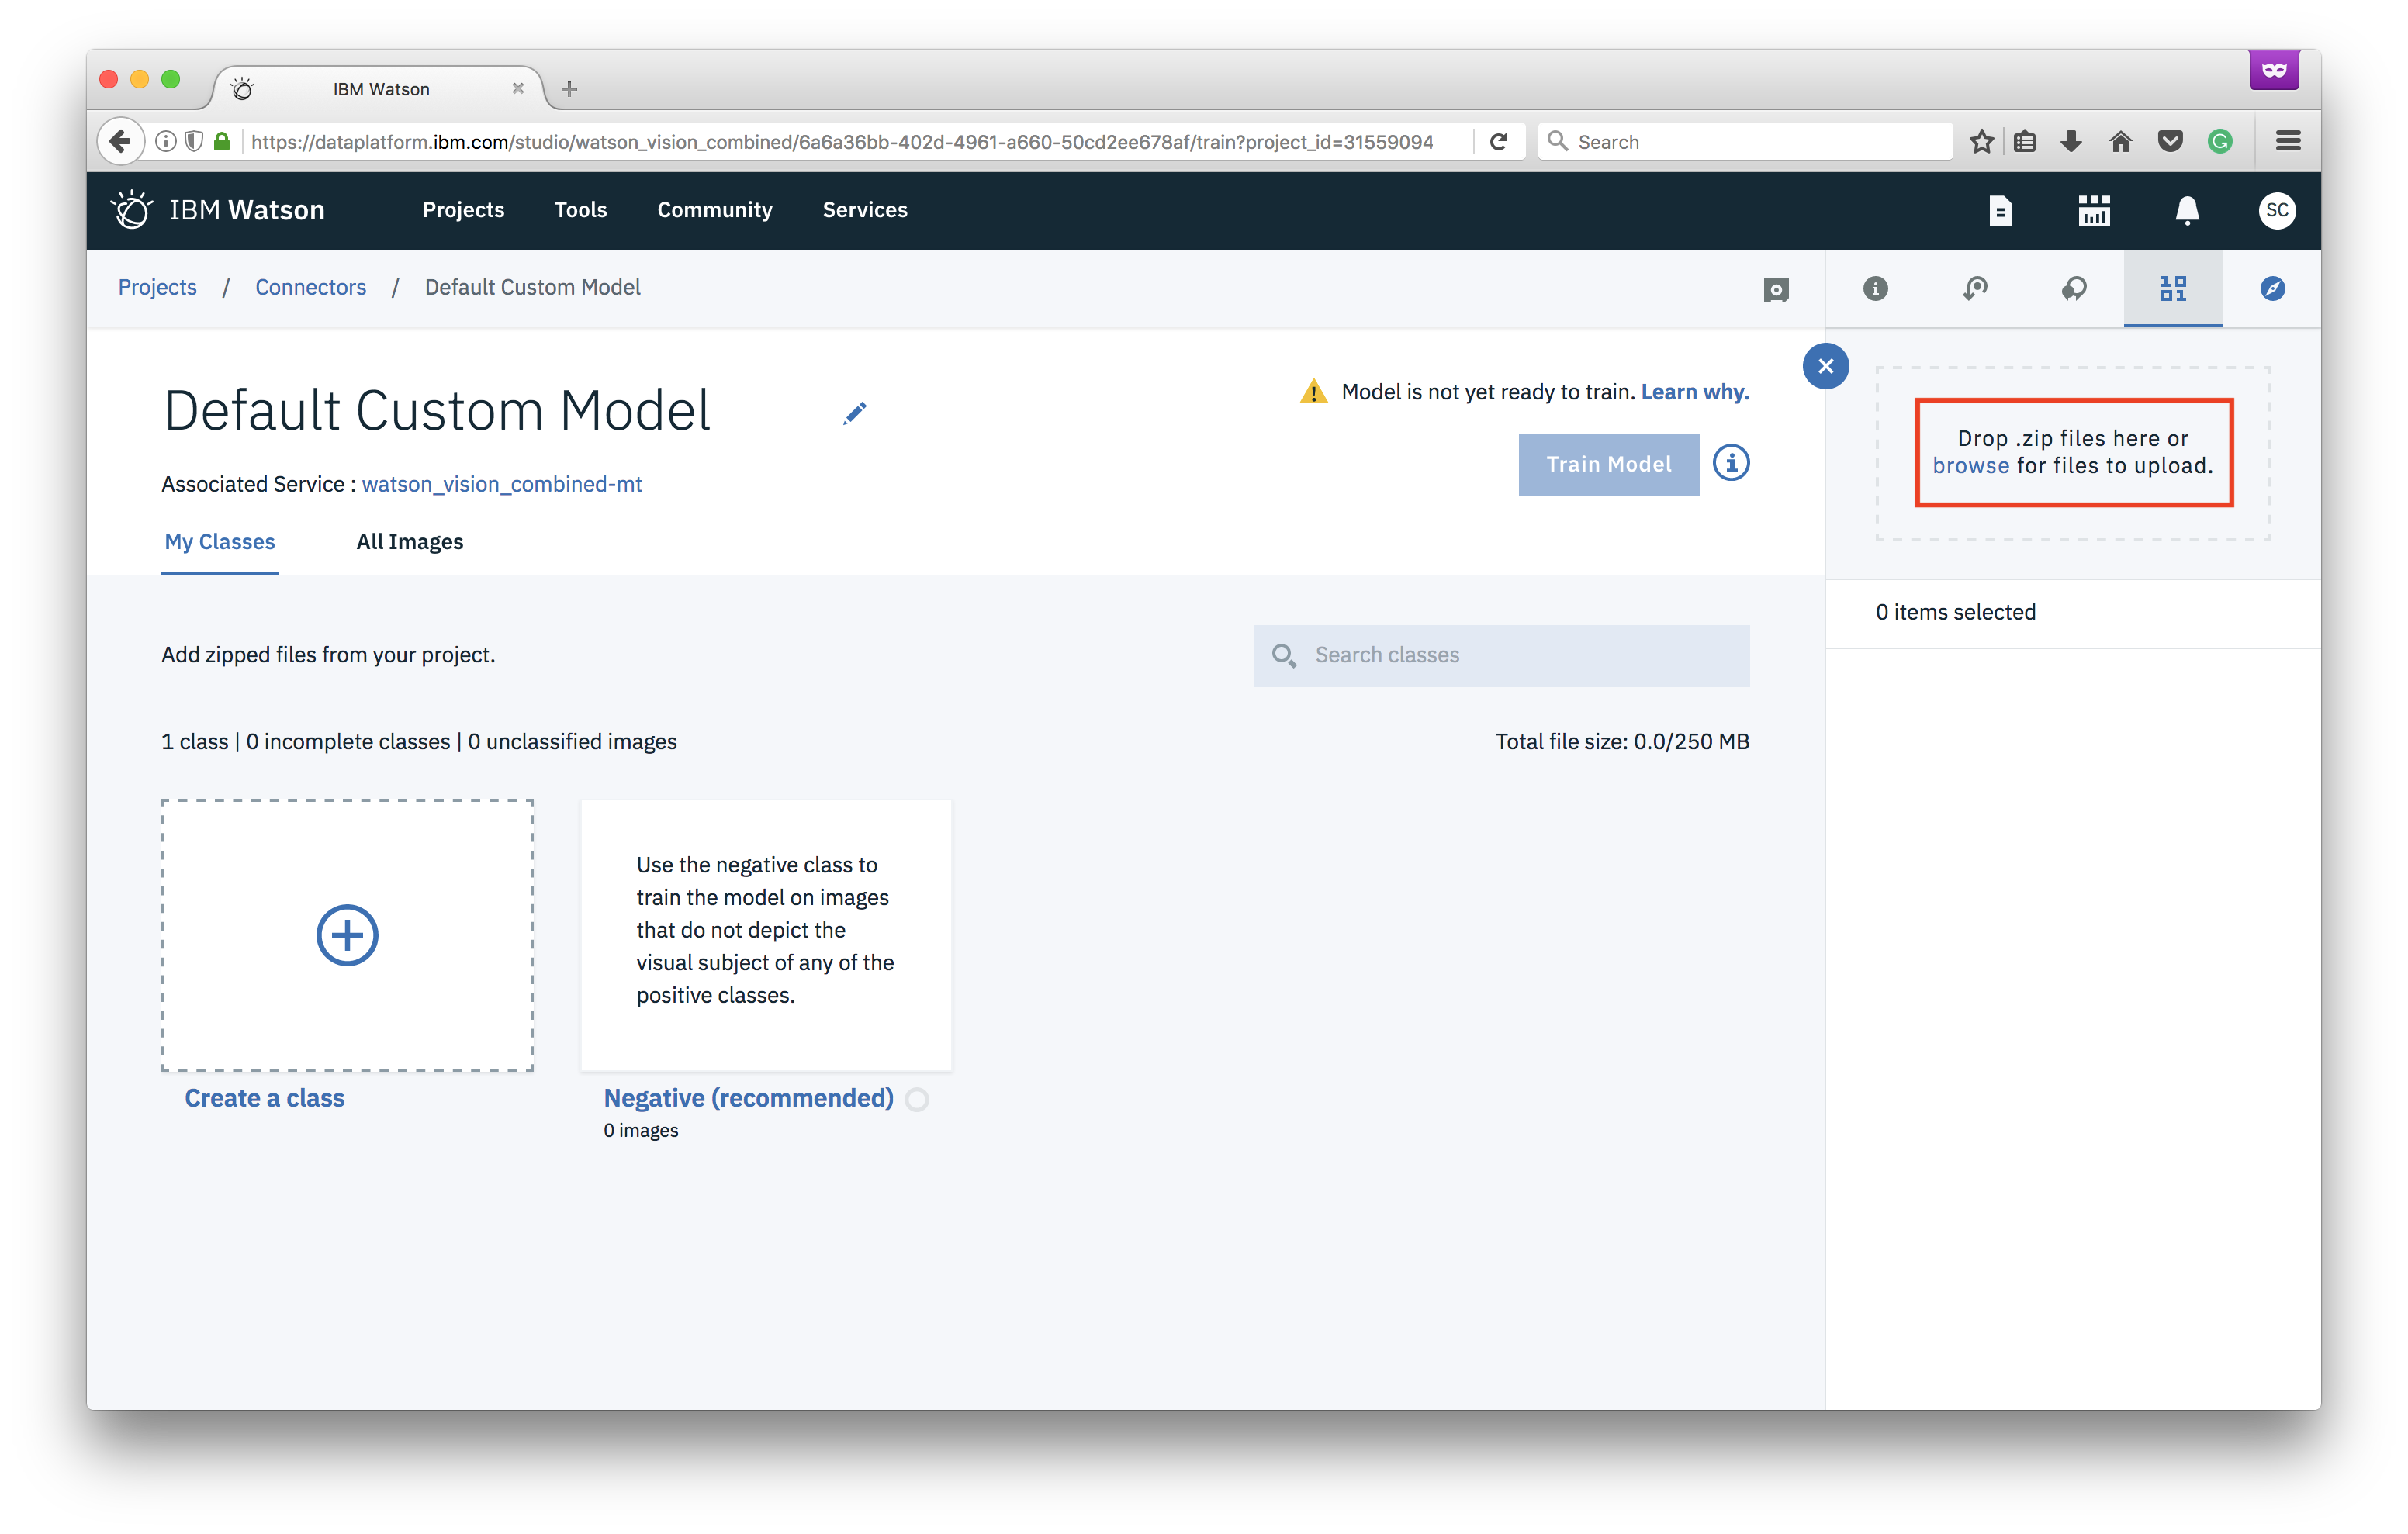 IBM Watson
https://dataplatform.ibm.com/studio/watson_vision_combined/6a6a36bb-402d-4961-a660-50cd2ee678af/train?project_id=31559094
Search
IBM Watson
Projects
Tools
Community
Services
SC
Projects / Connectors / Default Custom Model
Default Custom Model
Model is not yet ready to train. Learn why.
Train Model
Associated Service : watson_vision_combined-mt
My Classes
All Images
Drop .zip files here or
browse for files to upload.
0 items selected
Add zipped files from your project.
Search classes
1 class | 0 incomplete classes | 0 unclassified images
Total file size: 0.0/250 MB
Use the negative class to
train the model on images
that do not depict the
visual subject of any of the
positive classes.
Create a class
Negative (recommended)
0 images